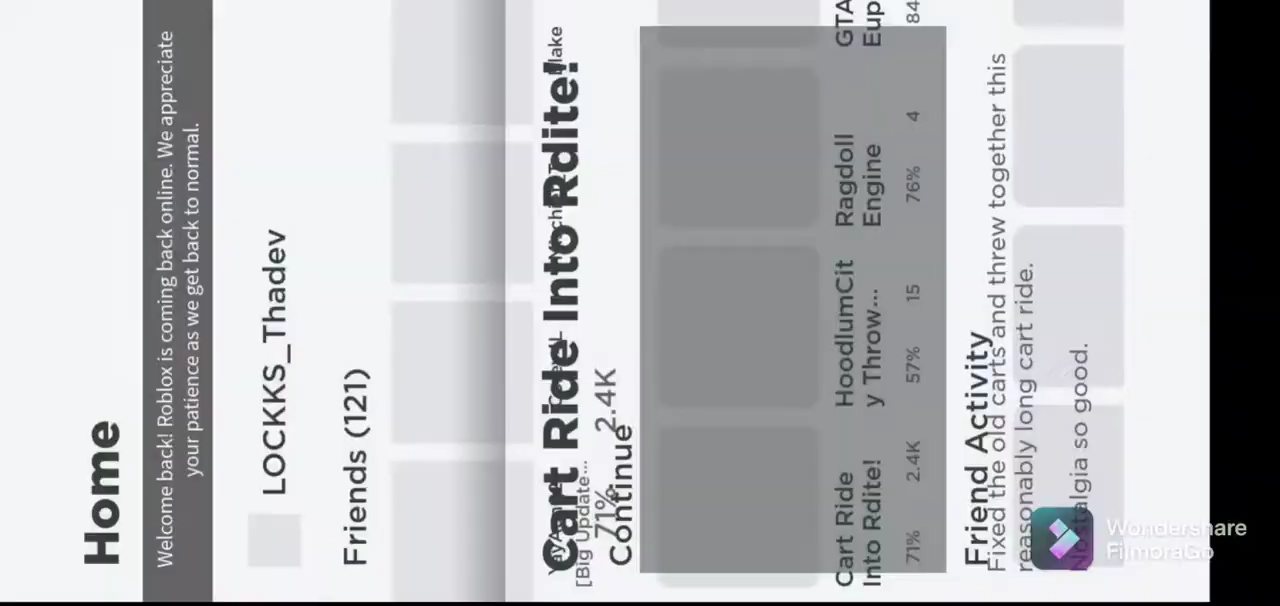 Home
Welcome back! Roblox is coming back online. We appreciate
your patience as we get back to normal.
LOCKKS_Thadev
Friends (121)
Cart Ride Into Rdite!
[Big Update...
71%
2.4K
Continue
Cart Ride
Into Rdite!
71%
2.4K
HoodlumCit
y Throw...
57%
15
Ragdoll
Engine
76%
4
GTA
Eup
84
Friend Activity
Fixed the old carts and threw together this
reasonably long cart ride.
Nostalgia so good.
Wondershare
FilmoraGo